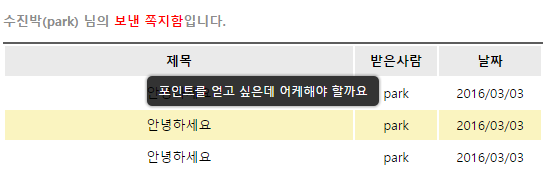 수진박(park) 님의 보낸 쪽지함입니다.
제목 받은사람 날짜
포인트를 얻고 싶은데 어케해야 할까요 park 2016/03/03
안녕하세요 park 2016/03/03
안녕하세요 park 2016/03/03